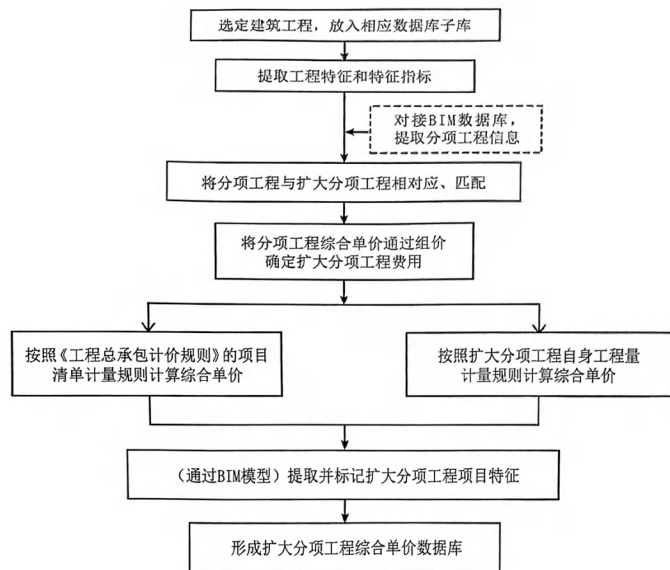 选定建筑工程，放入相应数据库子库
提取工程特征和特征指标
对接BIM数据库，
提取分项工程信息
将分项工程与扩大分项工程相对应、匹配
将分项工程综合单价通过组价
确定扩大分项工程费用
按照《工程总承包计价规则》的项目
清单计量规则计算综合单价
按照扩大分项工程自身工程量
计量规则计算综合单价
（通过BIM模型）提取并标记扩大分项工程项目特征
形成扩大分项工程综合单价数据库